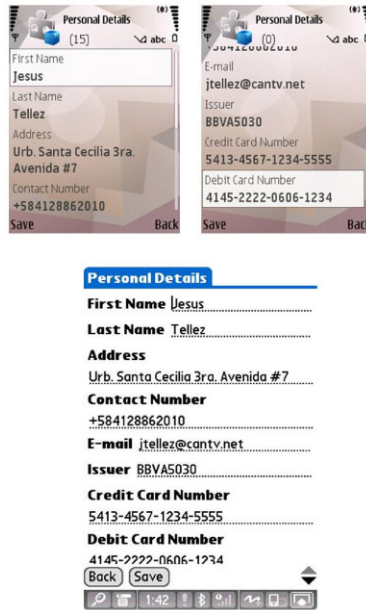 Personal Details
(15)
abc
First Name
Jesus
Last Name
Tellez
Address
Urb. Santa Cecilia 3ra.
Avenida #7
Contact Number
+584128862010
Save
Back
Personal Details
(0)
abc
+584128862010
E-mail
jtellez@cantv.net
Issuer
BBVA5030
Credit Card Number
5413-4567-1234-5555
Debit Card Number
4145-2222-0606-1234
Save
Back
Personal Details
First Name Jesus
Last Name Tellez
Address
Urb. Santa Cecilia 3ra. Avenida #7
Contact Number
+584128862010
E-mail jtellez@cantv.net
Issuer BBVA5030
Credit Card Number
5413-4567-1234-5555
Debit Card Number
4145-2222-0606-1234
Back Save
1:42